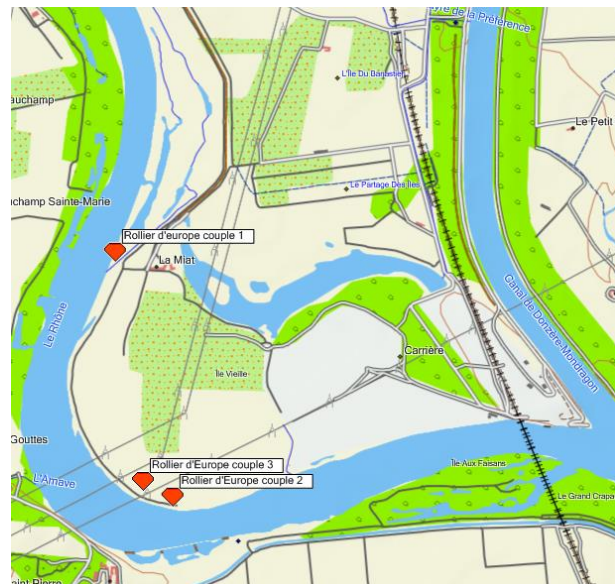 yre de la Préférence
L'Île Du Banastier
auchamp
Le Petit
Le Partage Des Îles
uchamp Sainte-Marie
Rollier d'europe couple 1
La Miat
Canal de Donzère-Mondragon
Le Rhône
Carrière
Île Vieille
Gouttes
Île Aux Faisans
Rollier d'Europe couple 3
L'Arnave
Rollier d'Europe couple 2
Le Grand Crapa
aint-Pierre